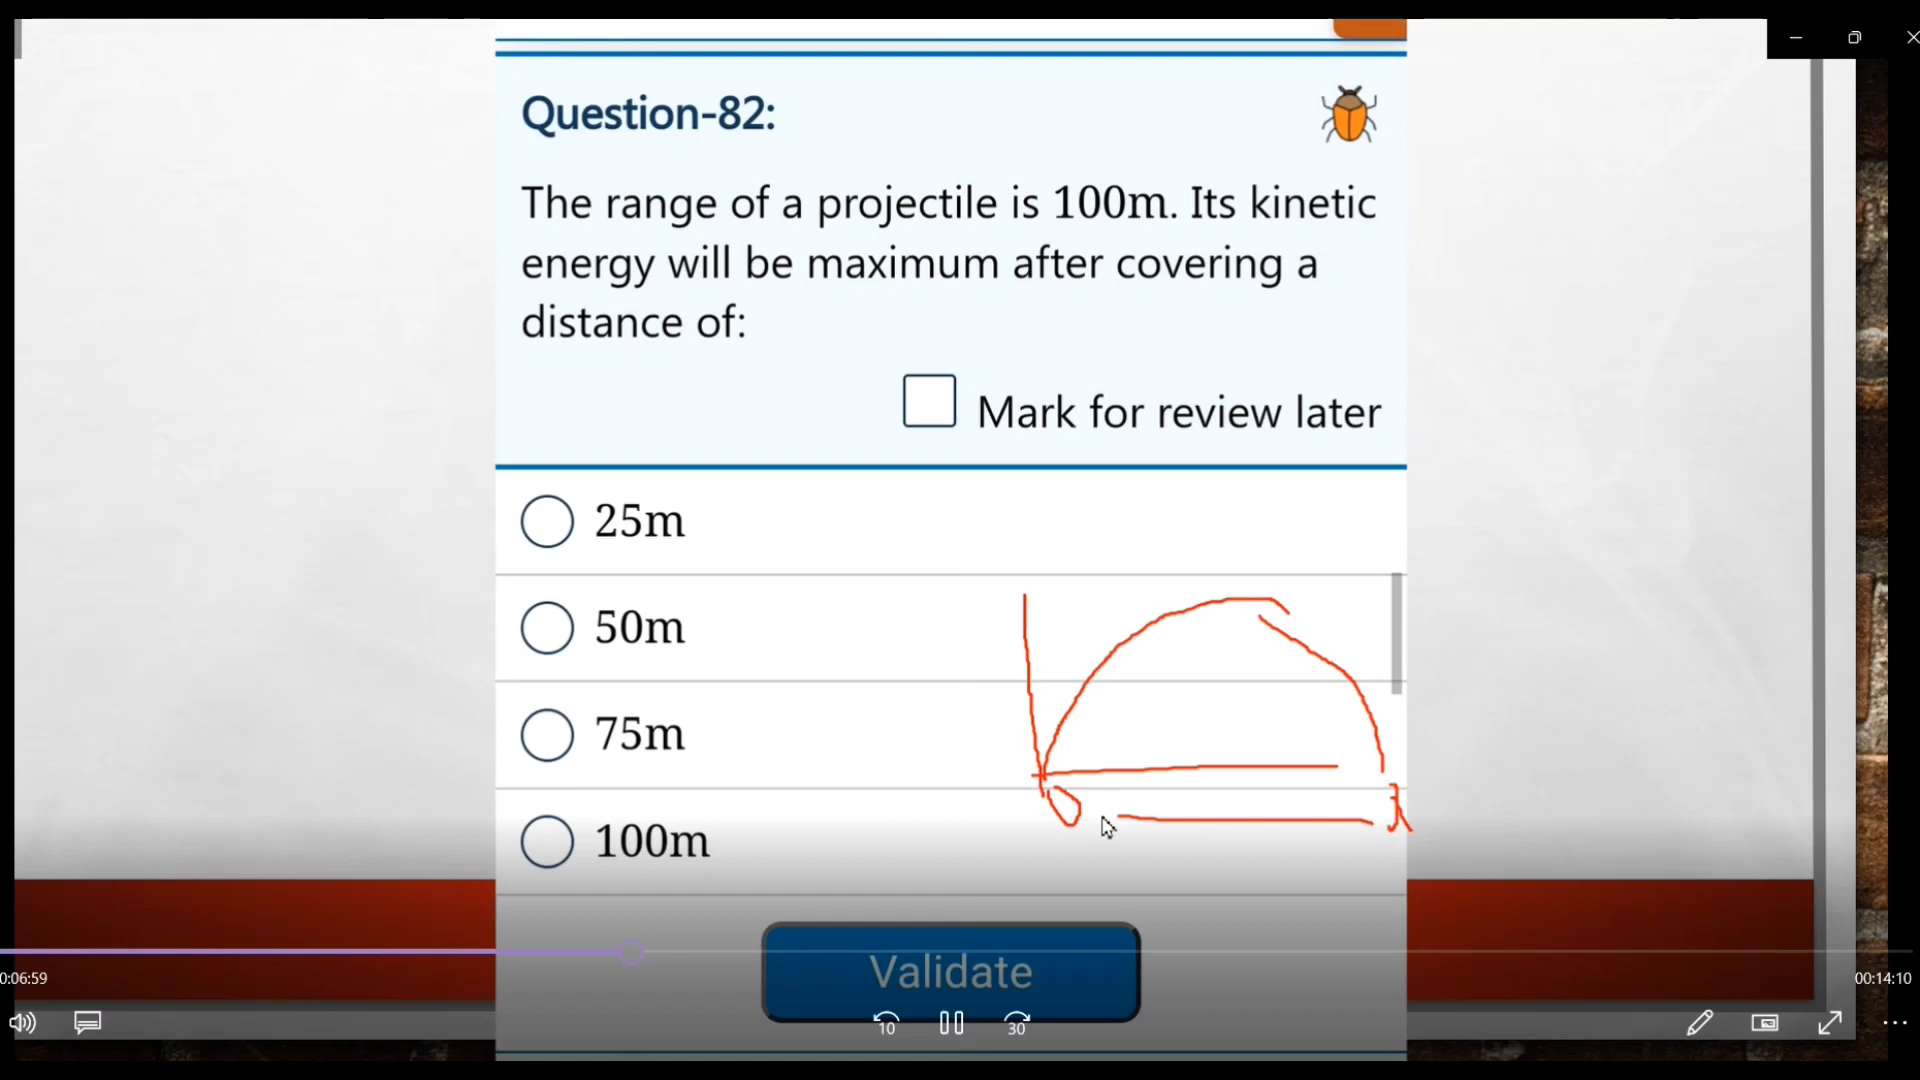 Question-82:
The range of a projectile is 100m. Its kinetic
energy will be maximum after covering a
distance of:
Mark for review later
25m
50m
75m
100m
0
Validate
0:06:59
00:14:10
10
30